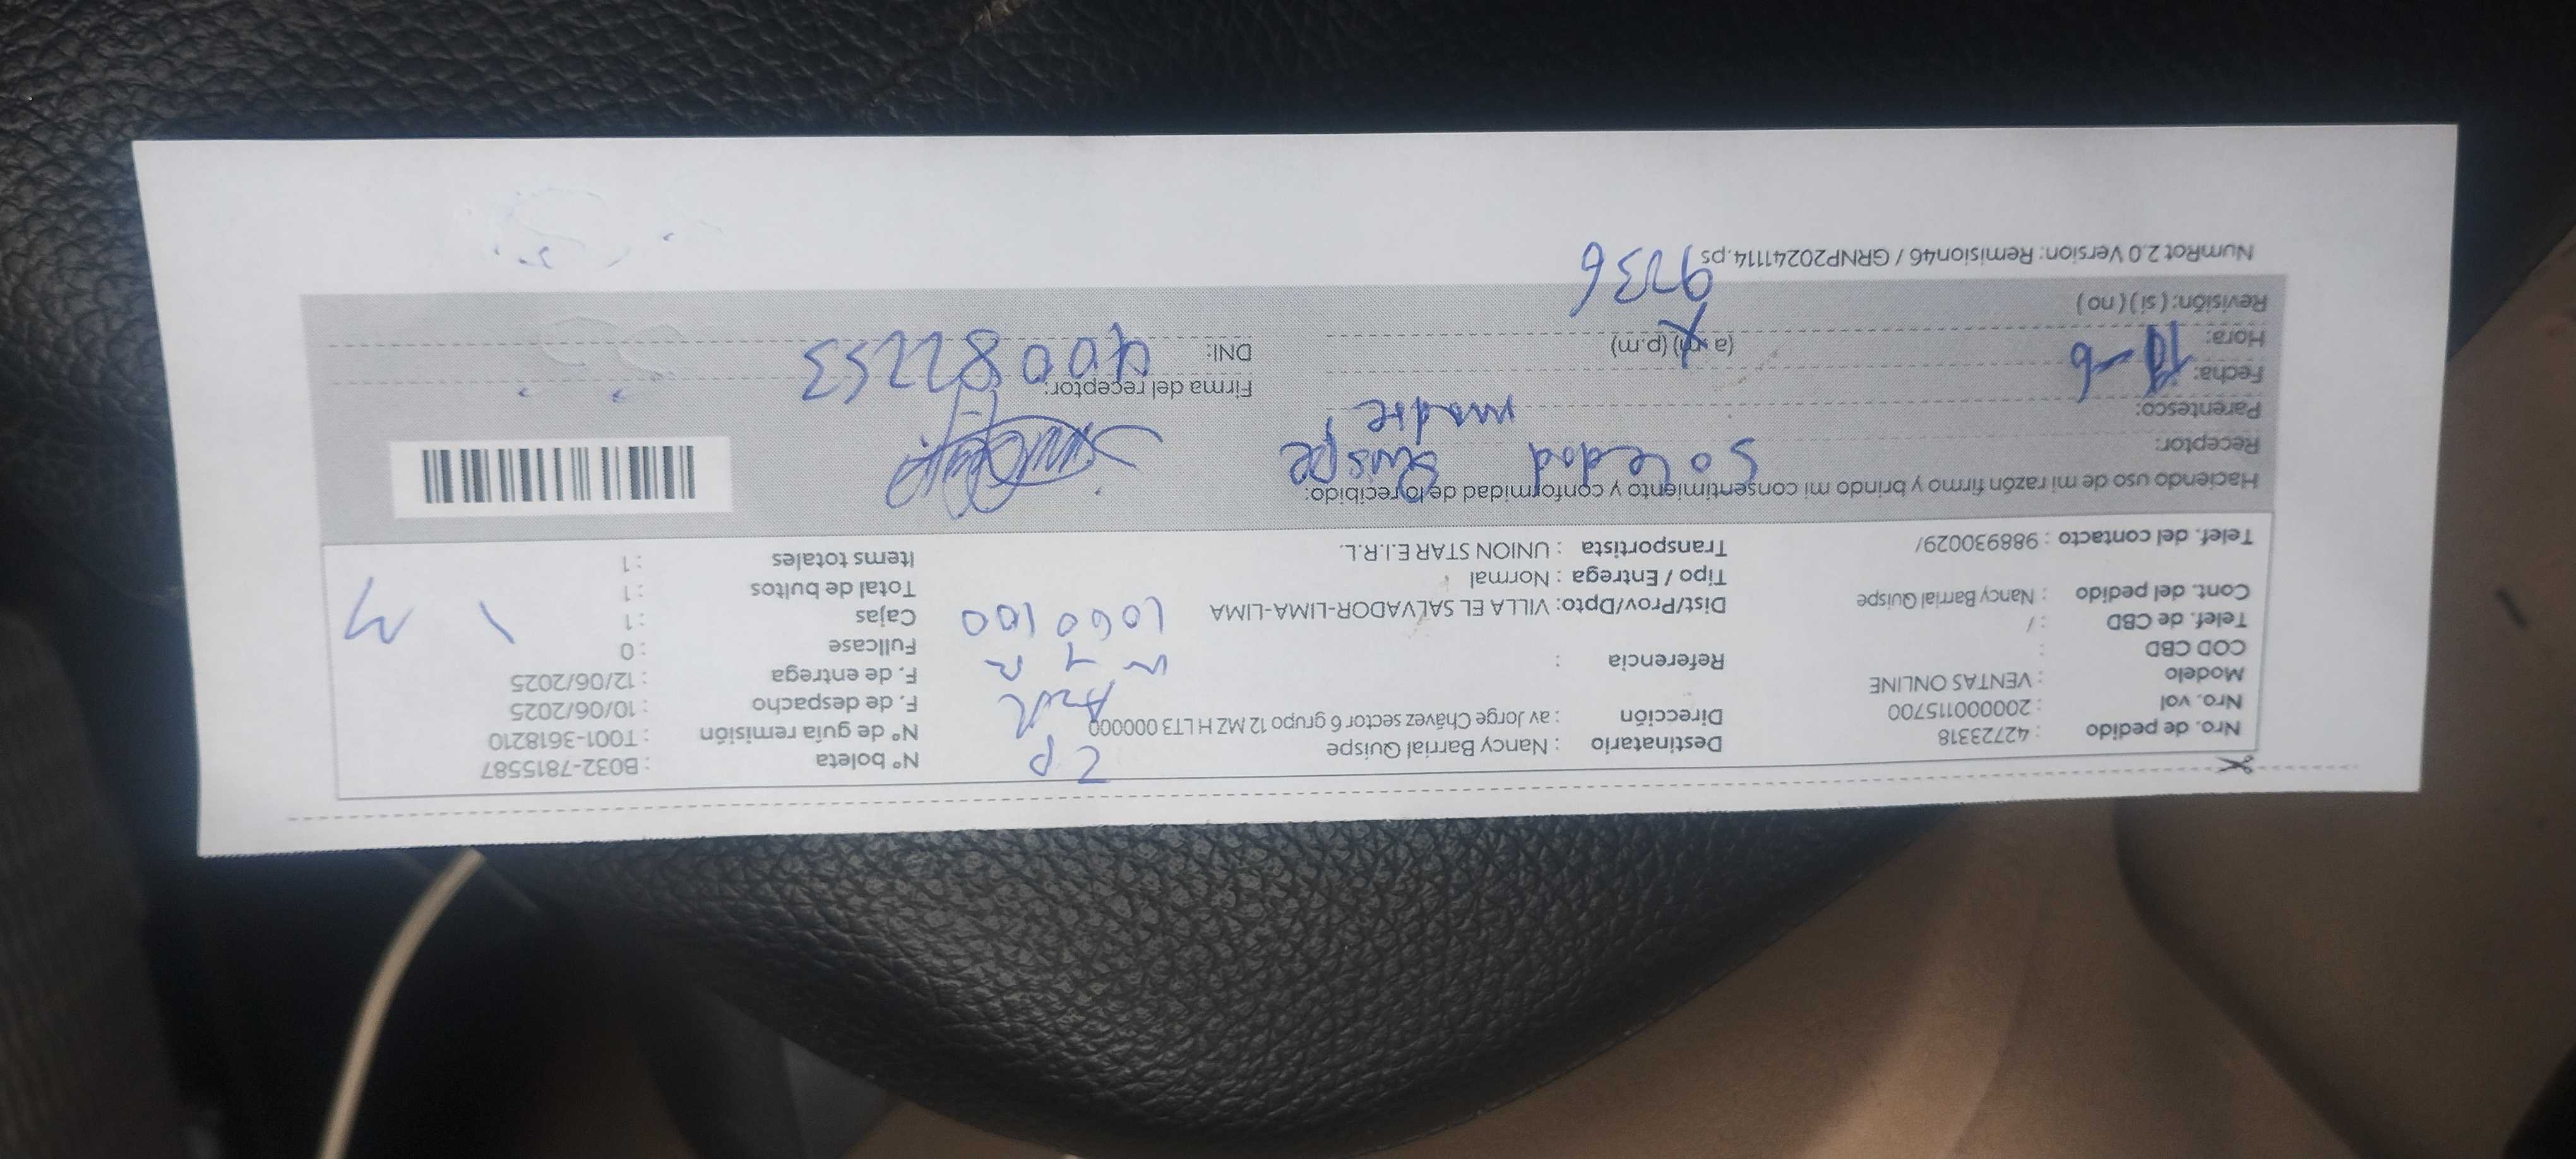 Nro. de pedido : 42723318
Nro. vol : 20000115700
Modelo : VENTAS ONLINE
COD CBD :
Telef. de CBD : /
Cont. del pedido : Nancy Barrial Quispe
Telef. del contacto : 988930029/
Destinatario : Nancy Barrial Quispe
Dirección : av Jorge Chávez sector 6 grupo 12 MZ H LT3 000000
Referencia :
Dist/Prov/Dpto: VILLA EL SALVADOR-LIMA-LIMA
Tipo / Entrega : Normal
Transportista : UNION STAR E.I.R.L.
2P
N° boleta : B032-7815587
N° de guía remisión : T001-3618210
F. de despacho : 10/06/2025
F. de entrega : 12/06/2025
Fullcase : 0
Cajas : 1
Total de bultos : 1
Items totales : 1
Haciendo uso de mi razón firmo y brindo mi consentimiento y conformidad de lo recibido:
Receptor: Soledad Quispe
Parentesco: madre
Fecha:
Hora: (a.m) (p.m)
Revisión: ( si ) ( no )
Firma del receptor:
DNI: 40082253
9736
NumRot 2.0 Version: Remision46 / GRNP20241114.ps